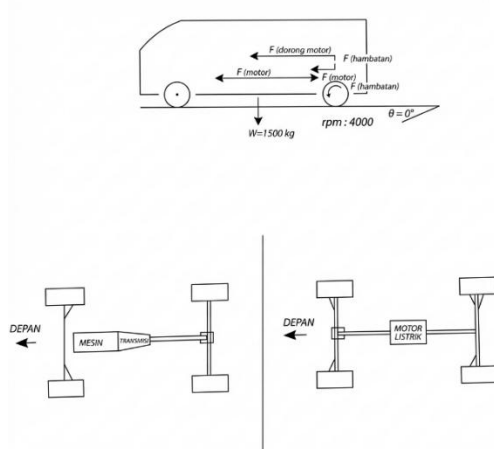 F (dorong motor)
F (hambatan)
F (motor)
F (motor)
F (hambatan)
θ = 0°
rpm : 4000
W=1500 kg
DEPAN
MESIN
TRANSMISI
DEPAN
MOTOR
LISTRIK